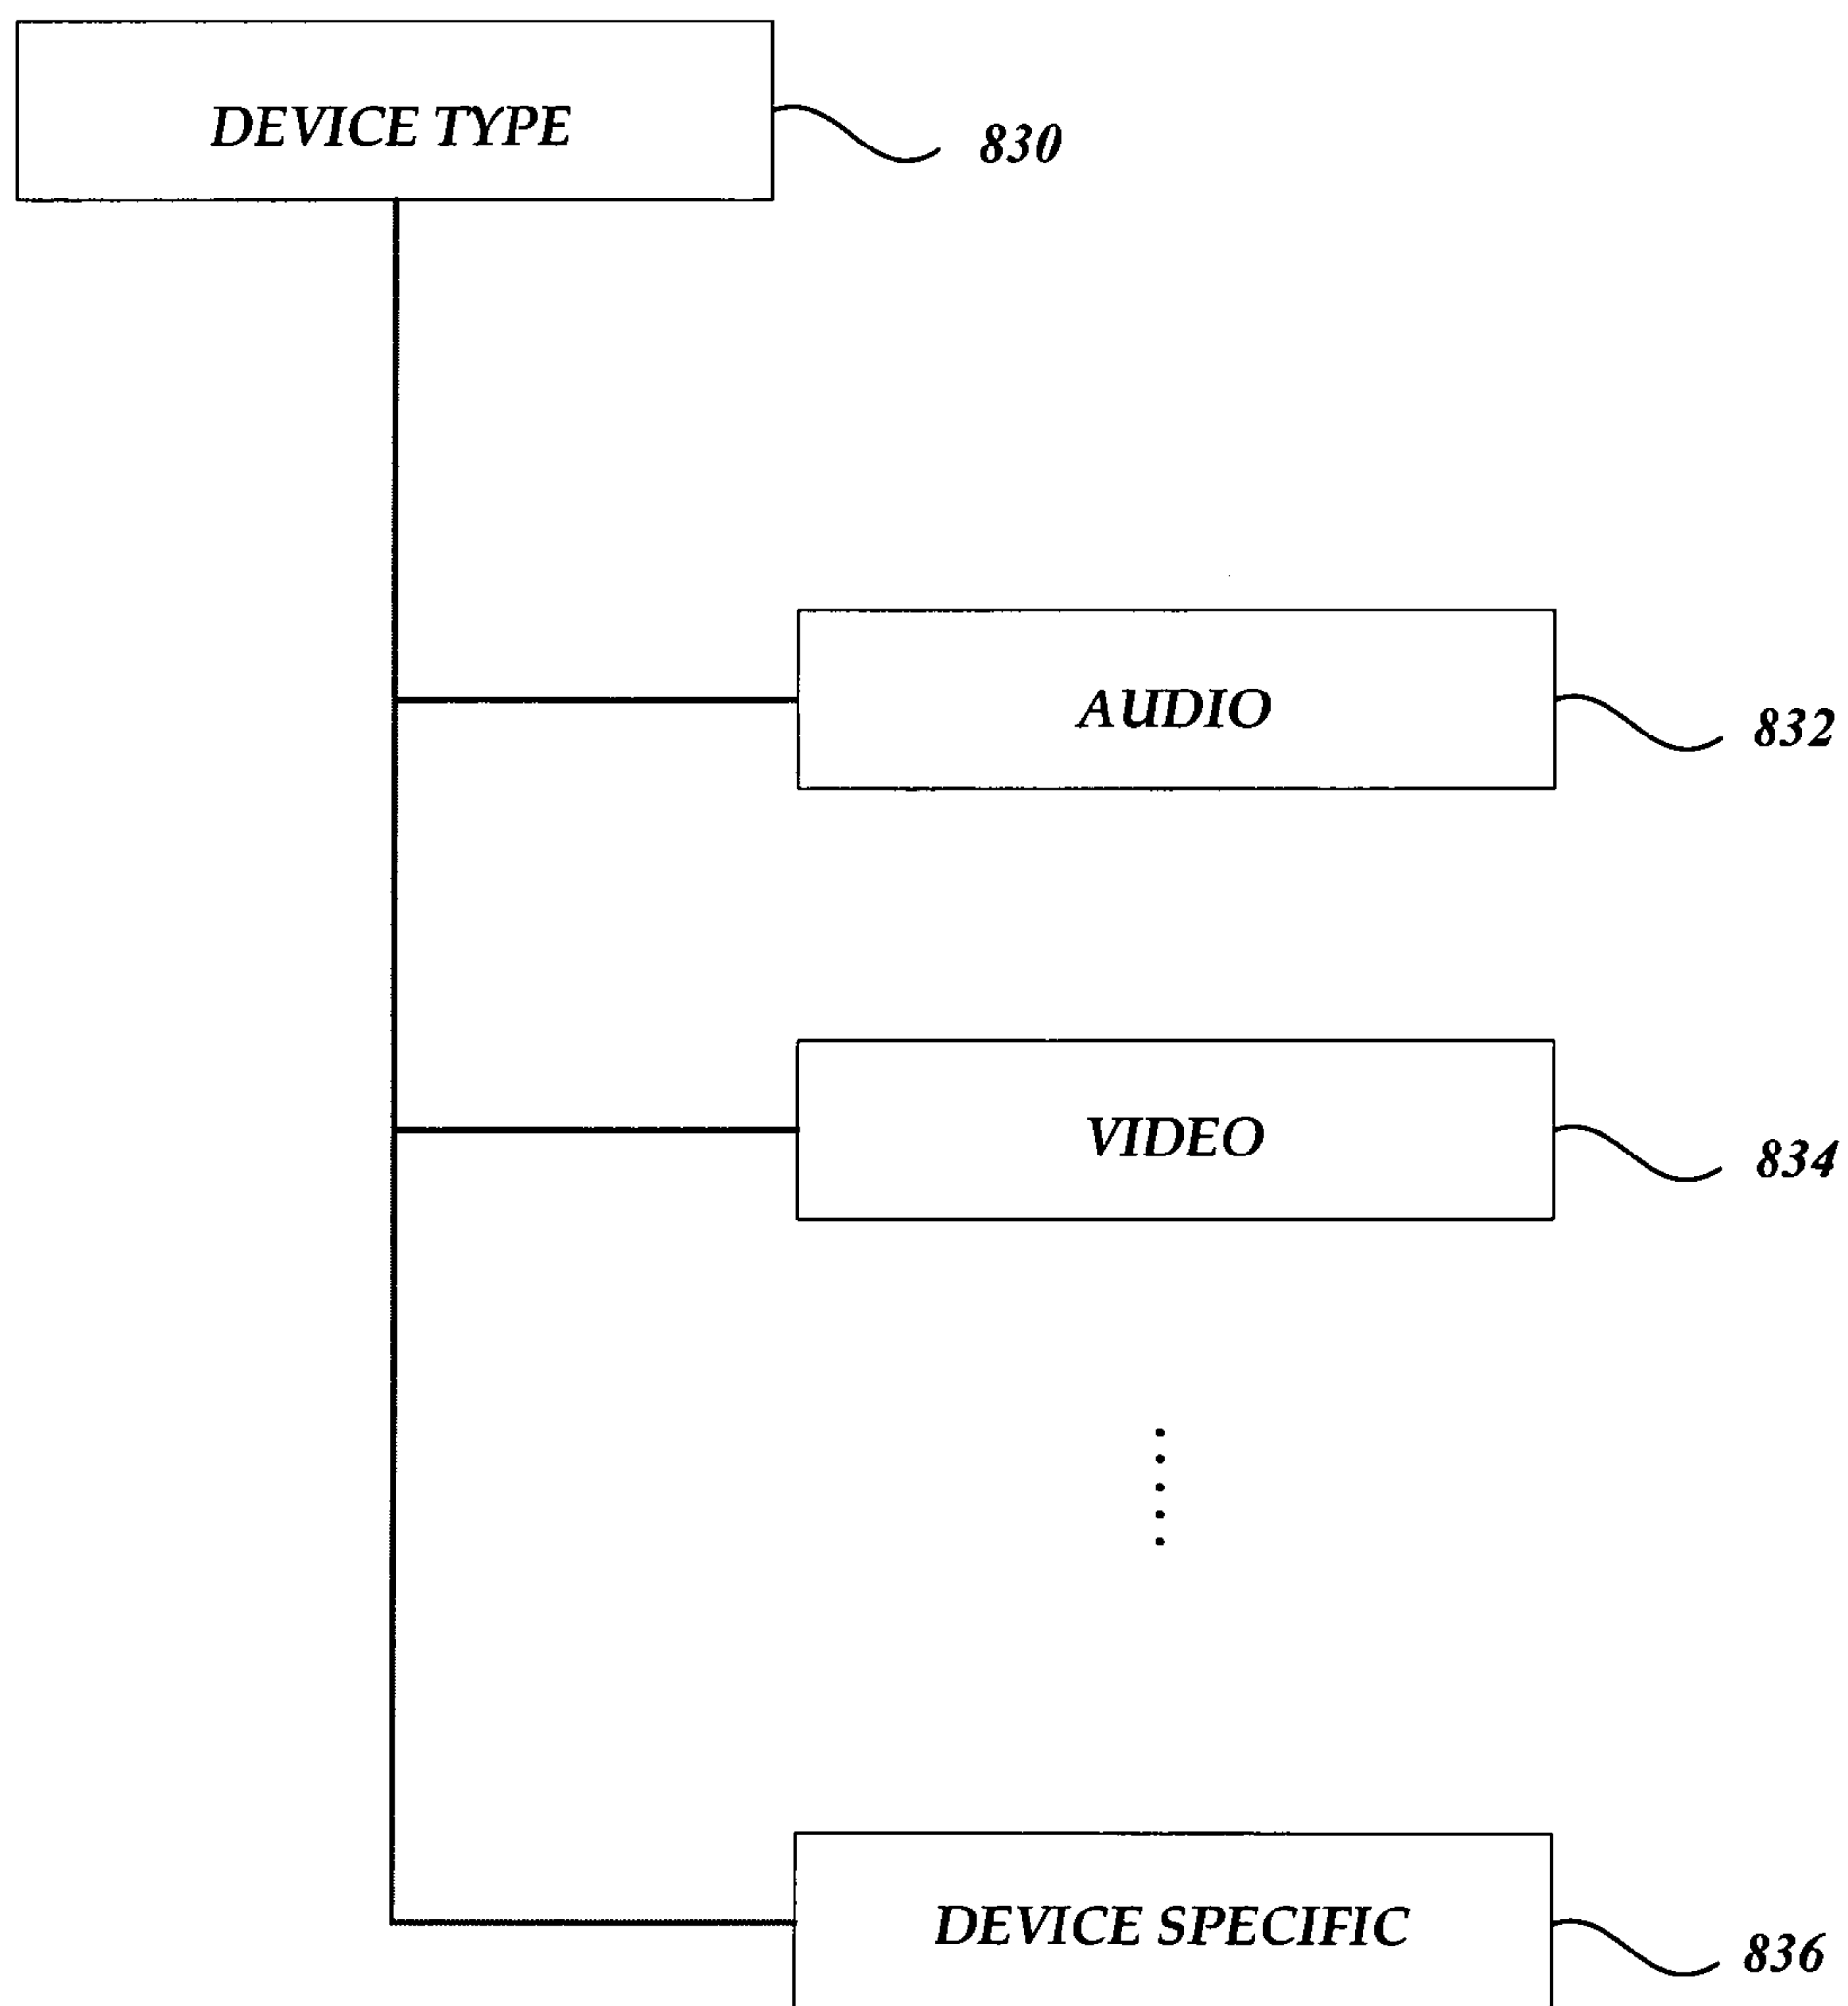 DEVICE TYPE
830
AUDIO
832
VIDEO
834
DEVICE SPECIFIC
836